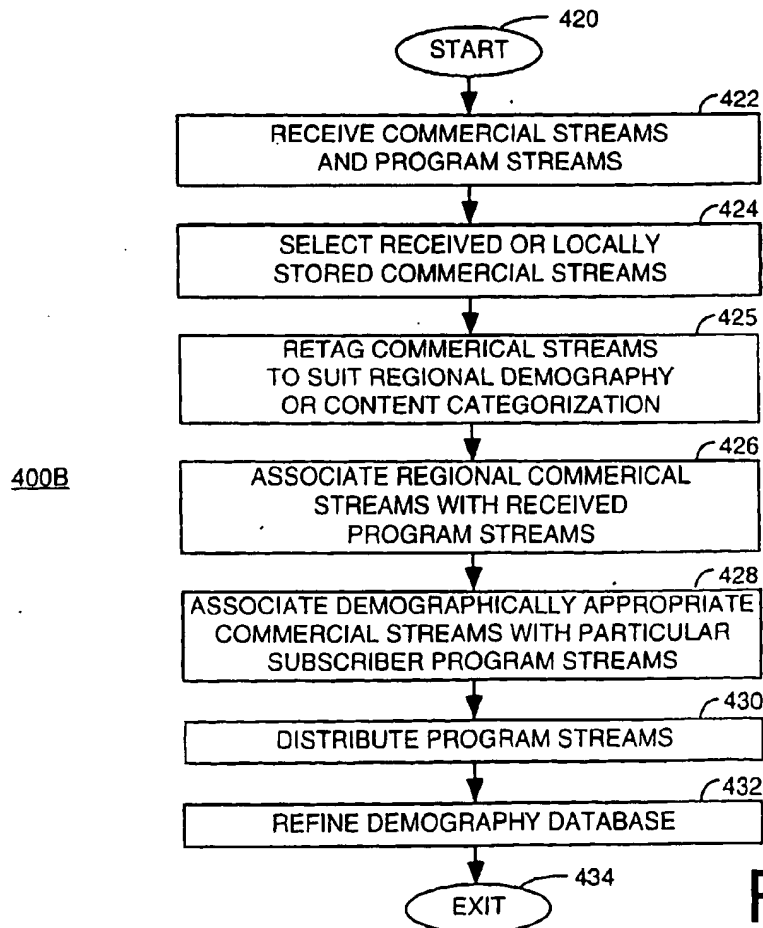 420
START
422
RECEIVE COMMERCIAL STREAMS
AND PROGRAM STREAMS
424
SELECT RECEIVED OR LOCALLY
STORED COMMERCIAL STREAMS
425
RETAG COMMERICAL STREAMS
TO SUIT REGIONAL DEMOGRAPHY
OR CONTENT CATEGORIZATION
426
400B
ASSOCIATE REGIONAL COMMERICAL
STREAMS WITH RECEIVED
PROGRAM STREAMS
428
ASSOCIATE DEMOGRAPHICALLY APPROPRIATE
COMMERCIAL STREAMS WITH PARTICULAR
SUBSCRIBER PROGRAM STREAMS
430
DISTRIBUTE PROGRAM STREAMS
432
REFINE DEMOGRAPHY DATABASE
434
EXIT